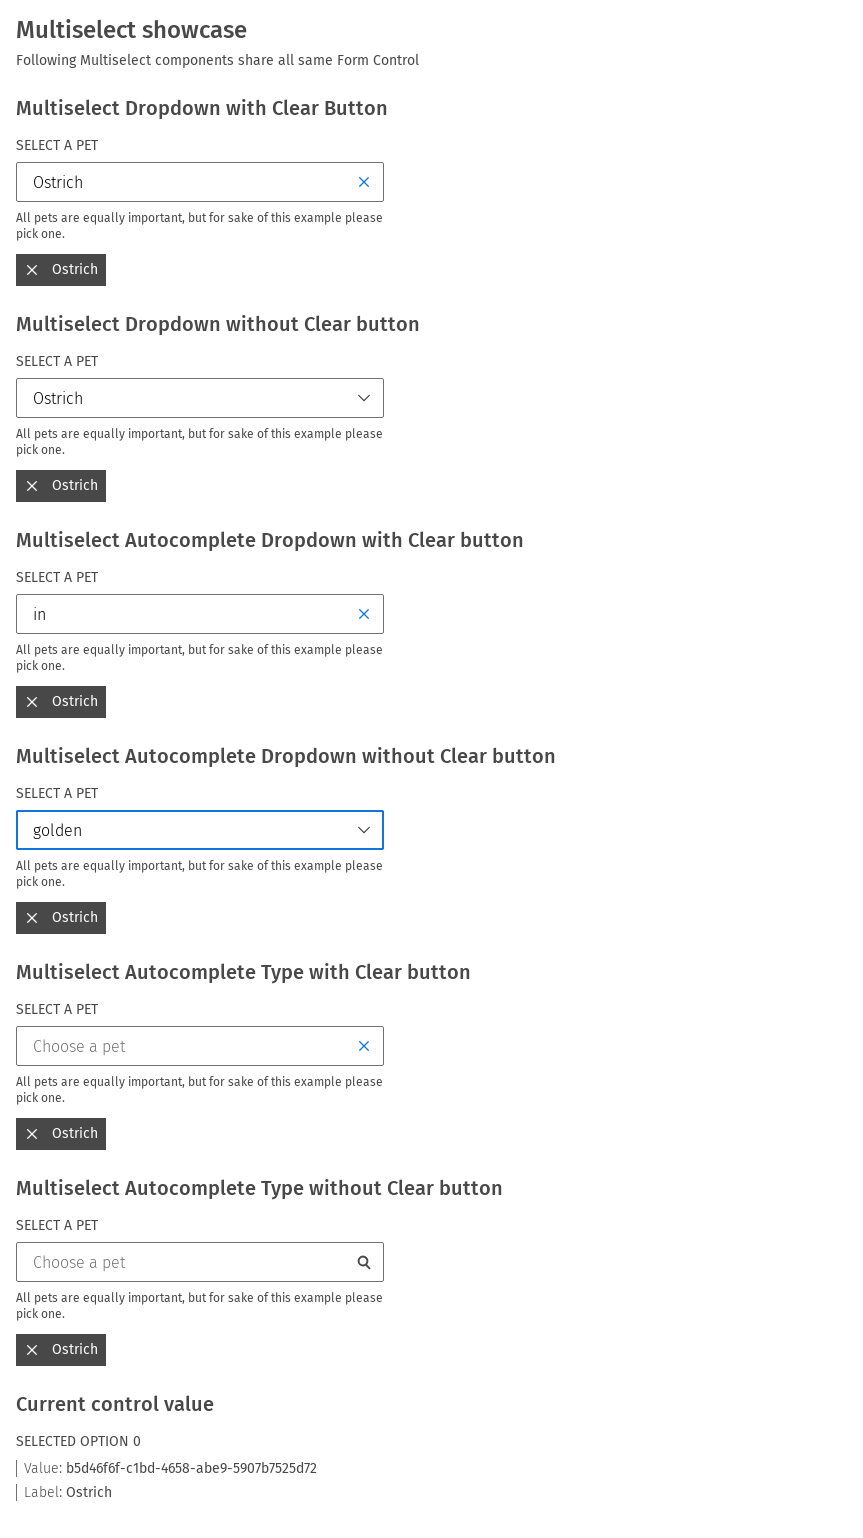 Multiselect showcase
Following Multiselect components share all same Form Control
Multiselect Dropdown with Clear Button
SELECT A PET
Ostrich
All pets are equally important, but for sake of this example please
pick one.
Ostrich
Multiselect Dropdown without Clear button
SELECT A PET
Ostrich
All pets are equally important, but for sake of this example please
pick one.
Ostrich
Multiselect Autocomplete Dropdown with Clear button
SELECT A PET
in
All pets are equally important, but for sake of this example please
pick one.
Ostrich
Multiselect Autocomplete Dropdown without Clear button
SELECT A PET
golden
All pets are equally important, but for sake of this example please
pick one.
Ostrich
Multiselect Autocomplete Type with Clear button
SELECT A PET
Choose a pet
All pets are equally important, but for sake of this example please
pick one.
Ostrich
Multiselect Autocomplete Type without Clear button
SELECT A PET
Choose a pet
All pets are equally important, but for sake of this example please
pick one.
Ostrich
Current control value
SELECTED OPTION 0
Value: b5d46f6f-c1bd-4658-abe9-5907b7525d72
Label: Ostrich